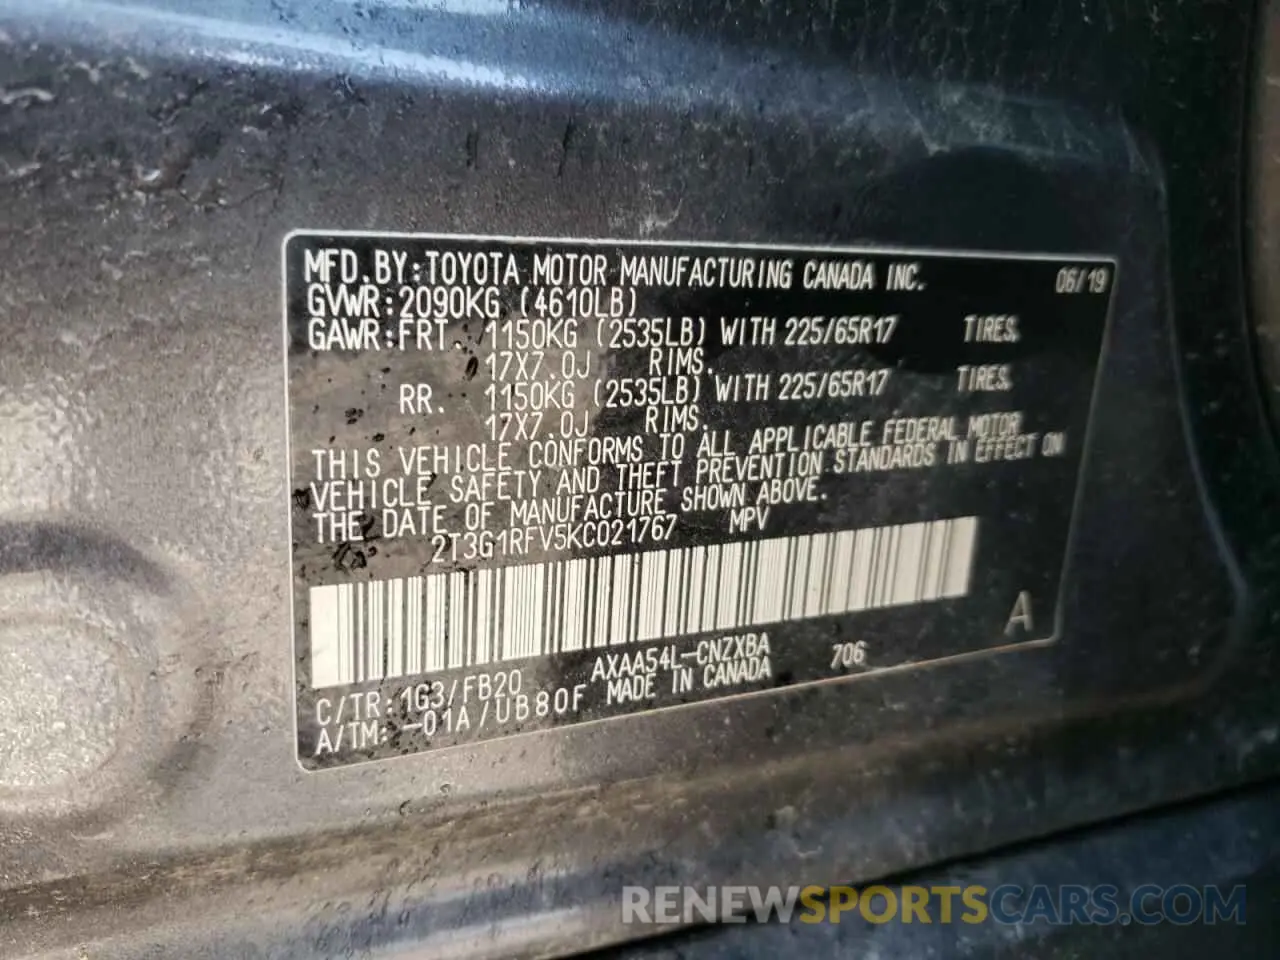 MFD.BY:TOYOTA MOTOR MANUFACTURING CANADA INC. 06/19
GVWR:2090KG (4610LB)
GAWR:FRT. 1150KG (2535LB) WITH 225/65R17 TIRES,
17X7.0J RIMS.
RR. 1150KG (2535LB) WITH 225/65R17 TIRES,
17X7.0J RIMS.
THIS VEHICLE CONFORMS TO ALL APPLICABLE FEDERAL MOTOR
VEHICLE SAFETY AND THEFT PREVENTION STANDARDS IN EFFECT ON
THE DATE OF MANUFACTURE SHOWN ABOVE.
2T3G1RFV5KC021767 MPV
A
C/TR:1G3/FB20 AXAA54L-CNZXBA 706
A/TM:-01A/UB80F MADE IN CANADA
RENEWSPORTSCARS.COM